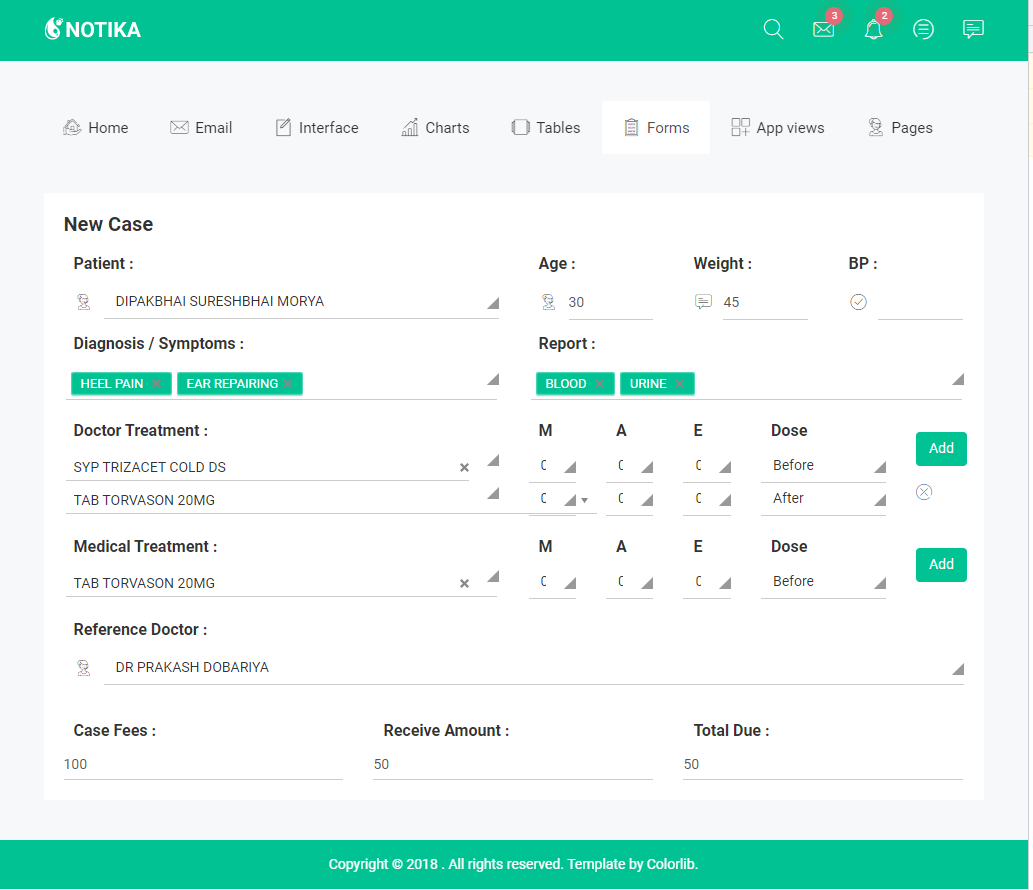 NOTIKA
3
2
Home Email Interface Charts Tables Forms App views Pages
New Case
Patient : Age : Weight : BP :
DIPAKBHAI SURESHBHAI MORYA 30 45
Diagnosis / Symptoms : Report :
HEEL PAIN × EAR REPAIRING × BLOOD × URINE ×
Doctor Treatment : M A E Dose
Add
SYP TRIZACET COLD DS × Before
TAB TORVASON 20MG After
Medical Treatment : M A E Dose
Add
TAB TORVASON 20MG × Before
Reference Doctor :
DR PRAKASH DOBARIYA
Case Fees : Receive Amount : Total Due :
100 50 50
Copyright © 2018 . All rights reserved. Template by Colorlib.